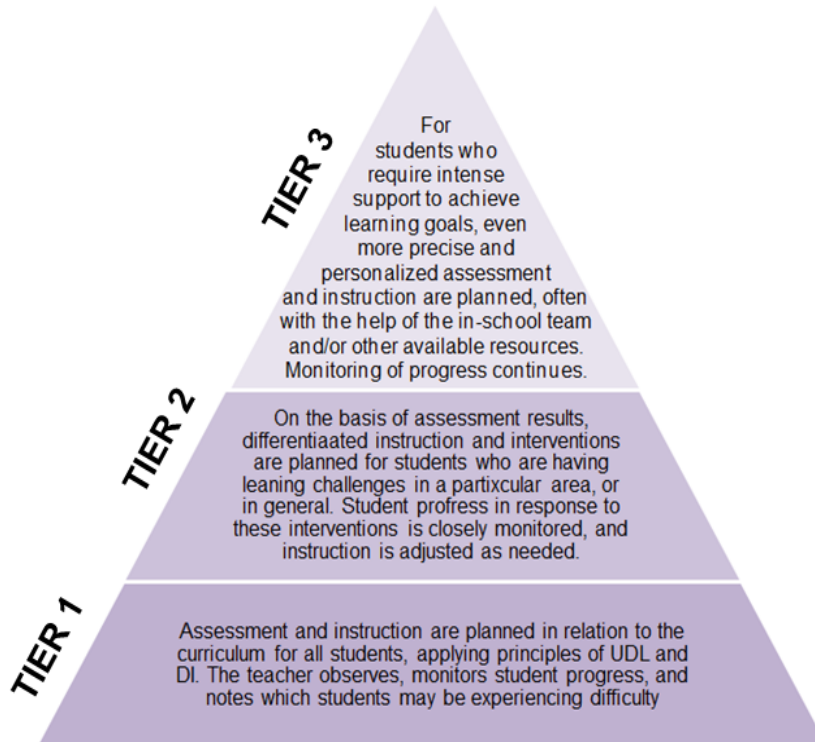 TIER 3
For
students who
require intense
support to achieve
learning goals, even
more precise and
personalized assessment
and instruction are planned, often
with the help of the in-school team
and/or other available resources.
Monitoring of progress continues.
TIER 2
On the basis of assessment results,
differentiaated instruction and interventions
are planned for students who are having
leaning challenges in a partixcular area, or
in general. Student profress in response to
these interventions is closely monitored, and
instruction is adjusted as needed.
TIER 1
Assessment and instruction are planned in relation to the
curriculum for all students, applying principles of UDL and
DI. The teacher observes, monitors student progress, and
notes which students may be experiencing difficulty